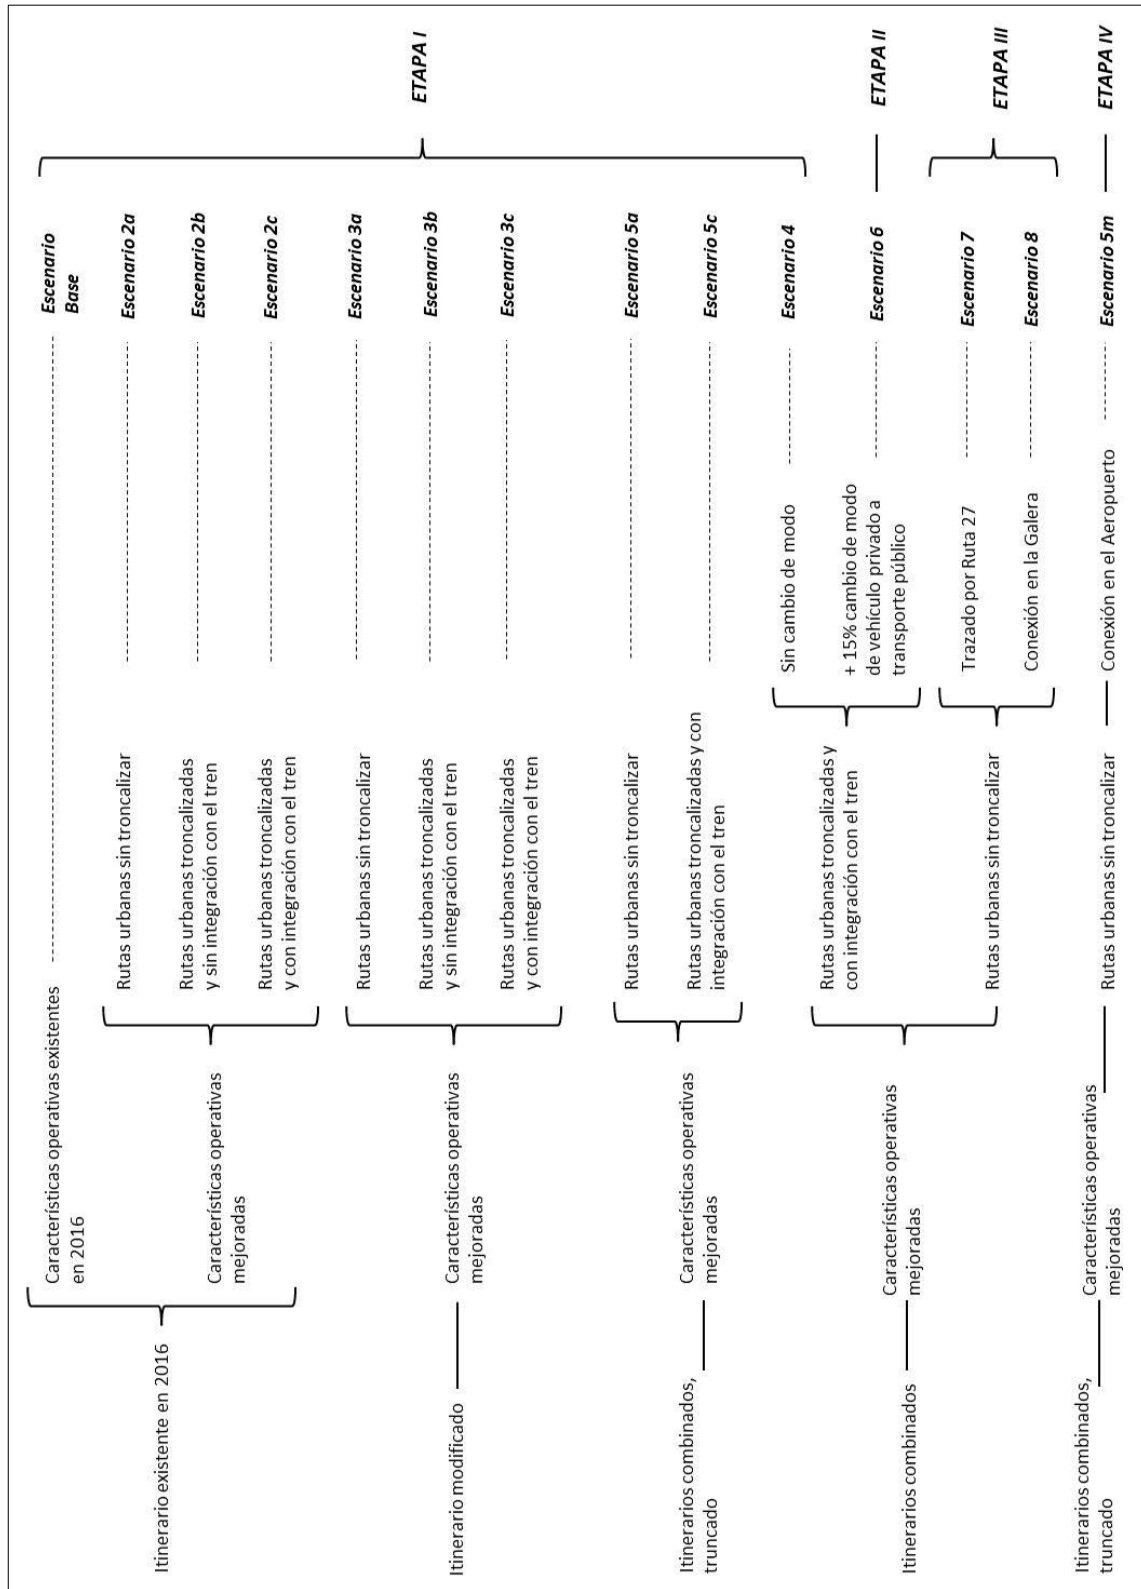 Itinerario existente en 2016
Características operativas existentes
en 2016
Escenario
Base
Características operativas
mejoradas
Rutas urbanas sin troncalizar
Escenario 2a
Rutas urbanas troncalizadas
y sin integración con el tren
Escenario 2b
Rutas urbanas troncalizadas
y con integración con el tren
Escenario 2c
Itinerario modificado
Características operativas
mejoradas
Rutas urbanas sin troncalizar
Escenario 3a
Rutas urbanas troncalizadas
y sin integración con el tren
Escenario 3b
Rutas urbanas troncalizadas
y con integración con el tren
Escenario 3c
Itinerarios combinados,
truncado
Características operativas
mejoradas
Rutas urbanas sin troncalizar
Escenario 5a
Rutas urbanas troncalizadas y con
integración con el tren
Escenario 5c
Itinerarios combinados
Características operativas
mejoradas
Rutas urbanas troncalizadas y
con integración con el tren
Sin cambio de modo
Escenario 4
ETAPA I
+ 15% cambio de modo
de vehículo privado a
transporte público
Escenario 6
ETAPA II
Rutas urbanas sin troncalizar
Trazado por Ruta 27
Escenario 7
Conexión en la Galera
Escenario 8
ETAPA III
Itinerarios combinados,
truncado
Características operativas
mejoradas
Rutas urbanas sin troncalizar
Conexión en el Aeropuerto
Escenario 5m
ETAPA IV